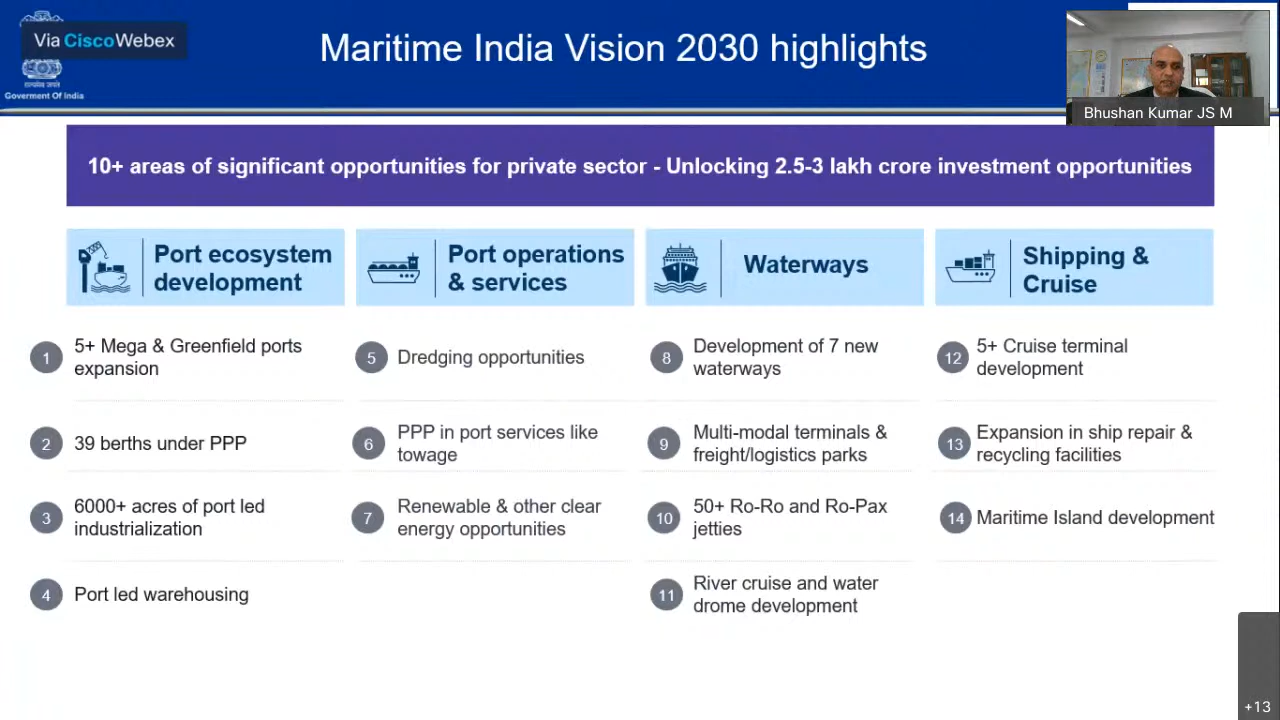 Via CiscoWebex
सत्यमेव जयते
Goverment Of India
Maritime India Vision 2030 highlights
Bhushan Kumar JS M
10+ areas of significant opportunities for private sector - Unlocking 2.5-3 lakh crore investment opportunities
Port ecosystem
development
1
5+ Mega & Greenfield ports
expansion
2
39 berths under PPP
3
6000+ acres of port led
industrialization
4
Port led warehousing
Port operations
& services
5
Dredging opportunities
6
PPP in port services like
towage
7
Renewable & other clear
energy opportunities
Waterways
8
Development of 7 new
waterways
9
Multi-modal terminals &
freight/logistics parks
10
50+ Ro-Ro and Ro-Pax
jetties
11
River cruise and water
drome development
Shipping &
Cruise
12
5+ Cruise terminal
development
13
Expansion in ship repair &
recycling facilities
14
Maritime Island development
+13